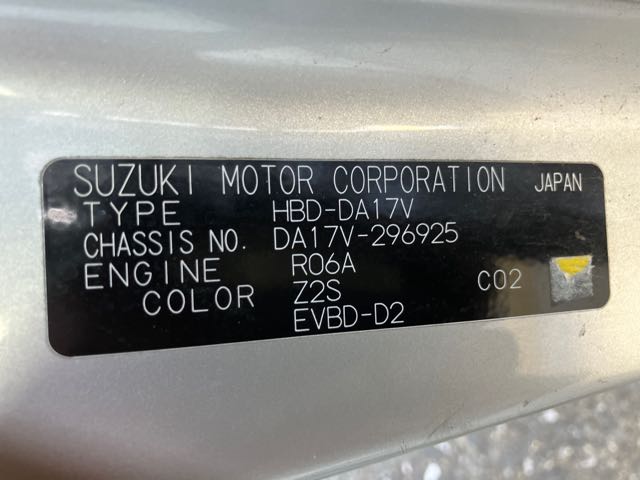 SUZUKI MOTOR CORPORATION JAPAN
TYPE HBD-DA17V
CHASSIS NO. DA17V-296925
ENGINE R06A
COLOR Z2S C02
EVBD-D2